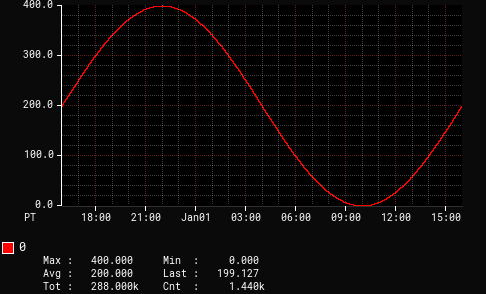 400.0
300.0
200.0
100.0
0.0
PT 18:00 21:00 Jan01 03:00 06:00 09:00 12:00 15:00
0
Max : 400.000 Min : 0.000
Avg : 200.000 Last : 199.127
Tot : 288.000k Cnt : 1.440k